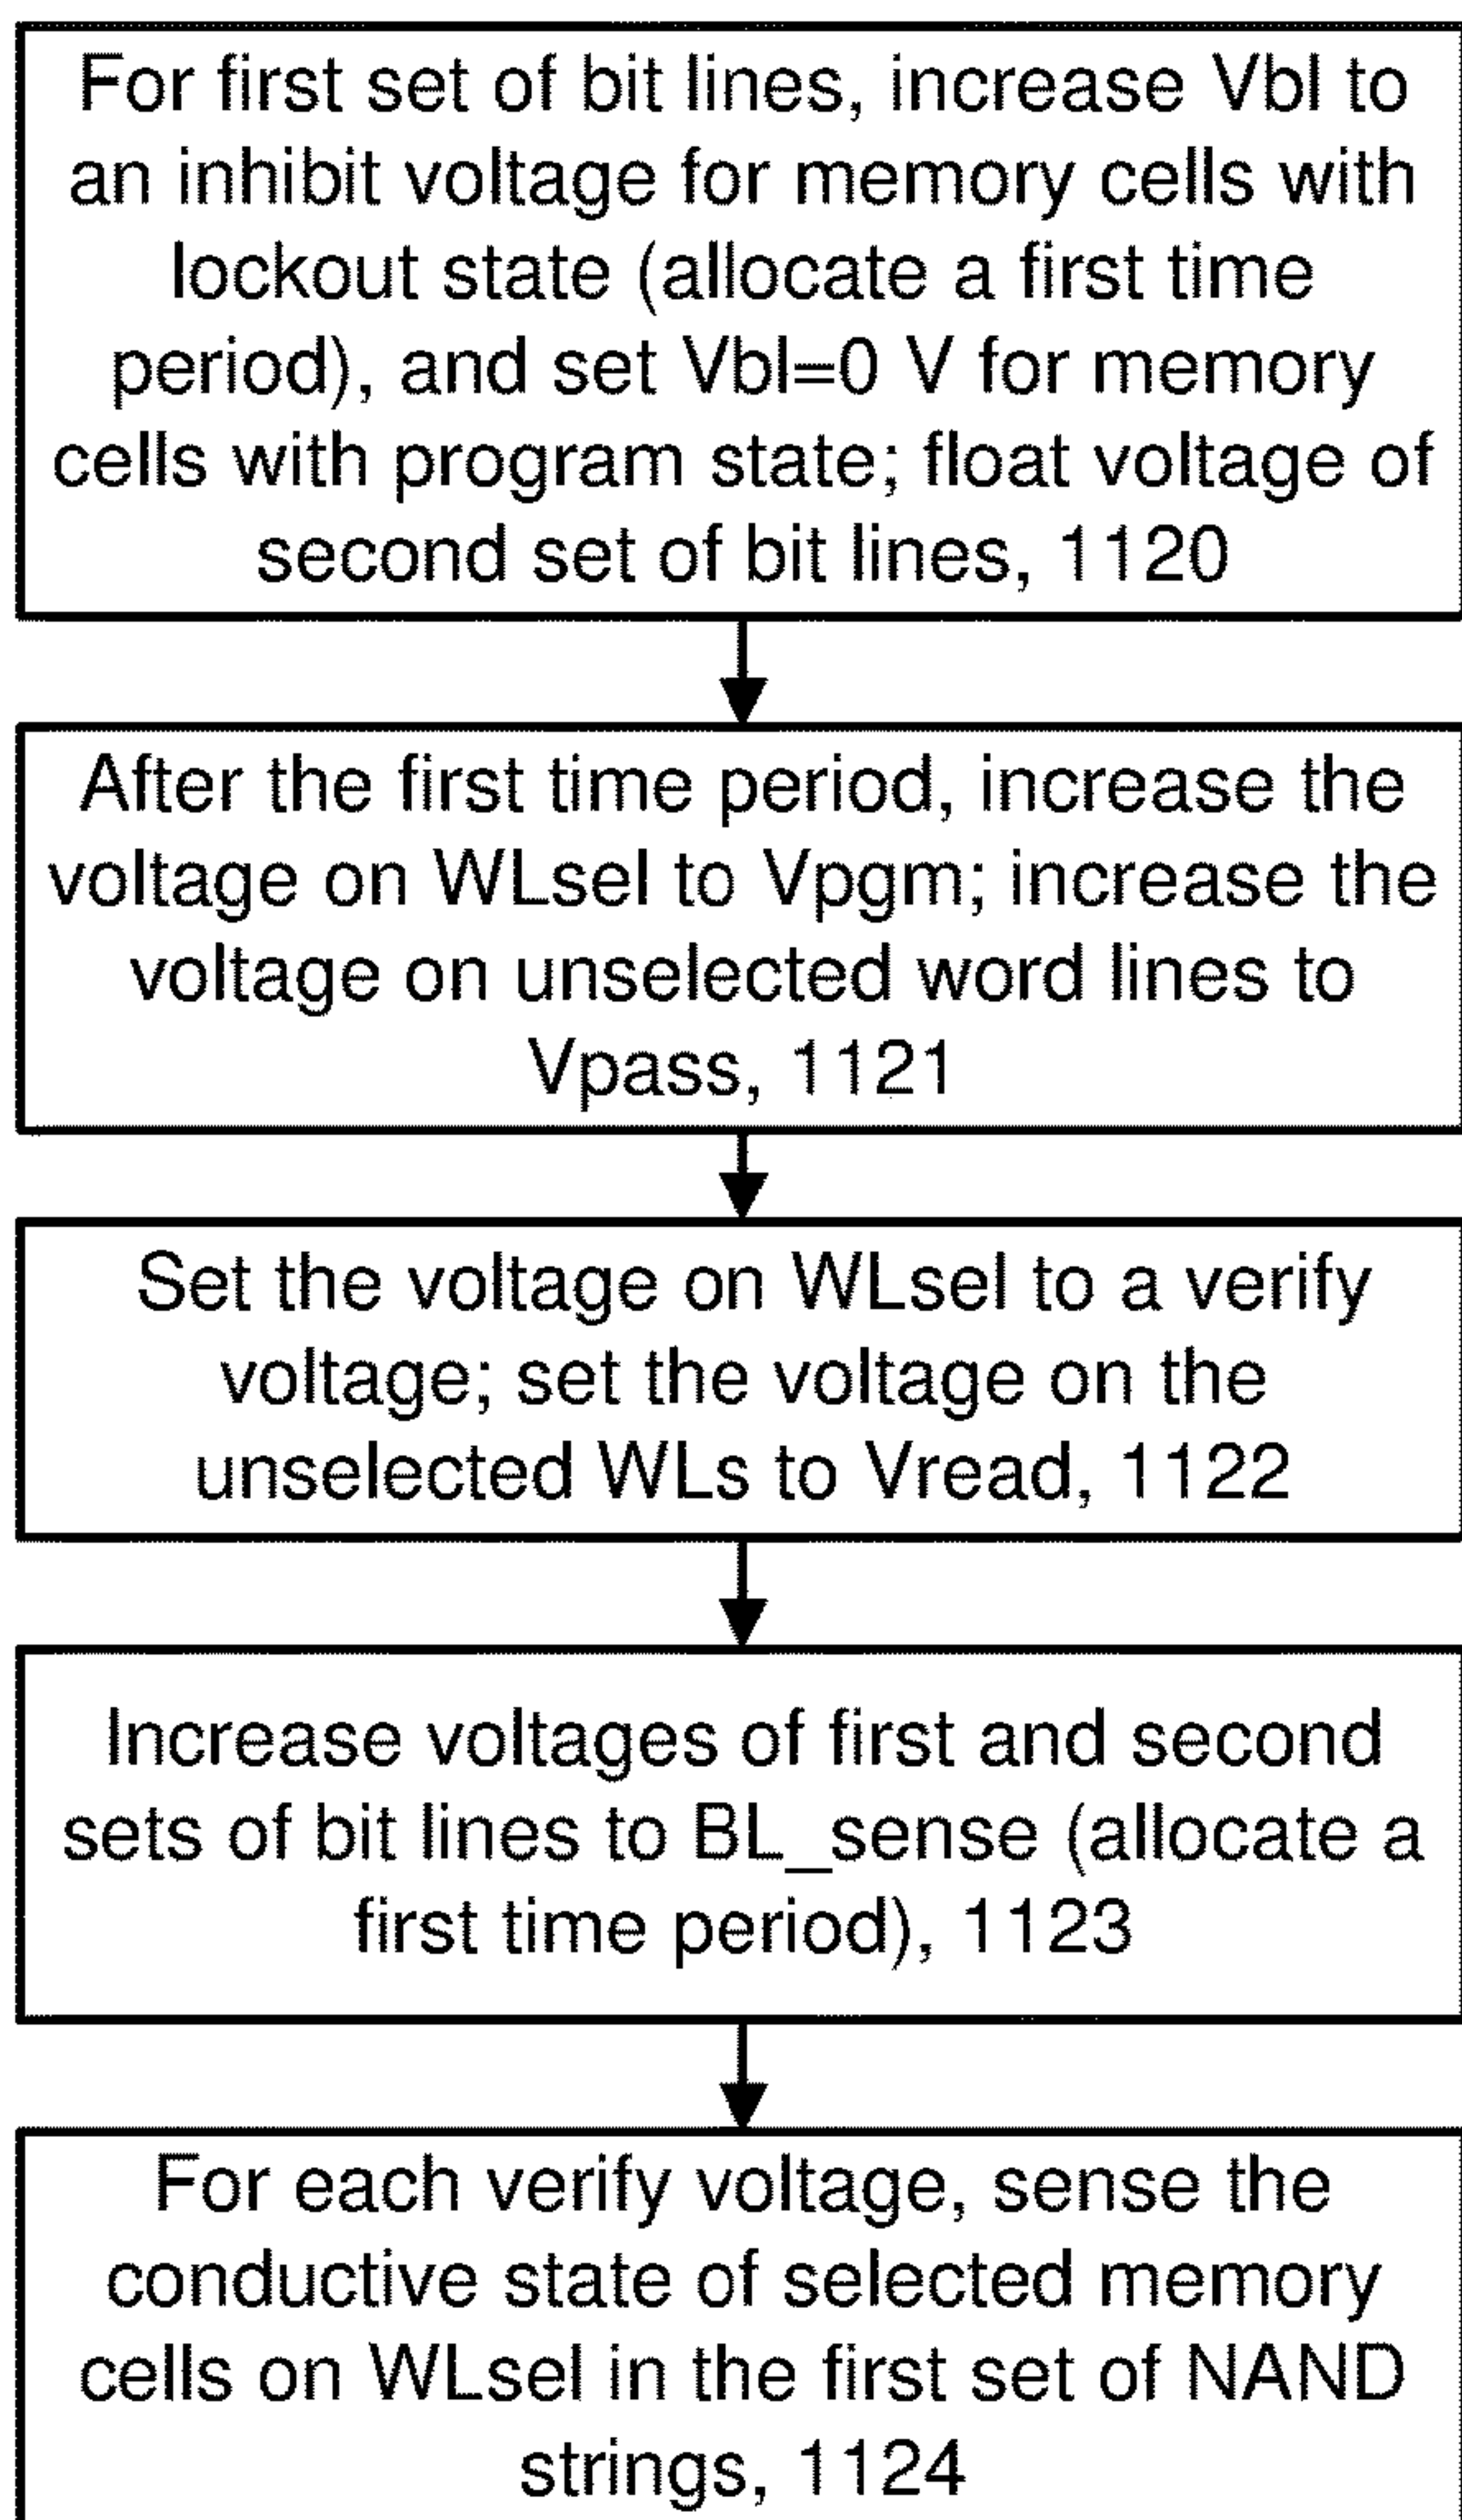 For first set of bit lines, increase Vbl to
an inhibit voltage for memory cells with
lockout state (allocate a first time
period), and set Vbl=0 V for memory
cells with program state; float voltage of
second set of bit lines, 1120
After the first time period, increase the
voltage on WLsel to Vpgm; increase the
voltage on unselected word lines to
Vpass, 1121
Set the voltage on WLsel to a verify
voltage; set the voltage on the
unselected WLs to Vread, 1122
Increase voltages of first and second
sets of bit lines to BL_sense (allocate a
first time period), 1123
For each verify voltage, sense the
conductive state of selected memory
cells on WLsel in the first set of NAND
strings, 1124